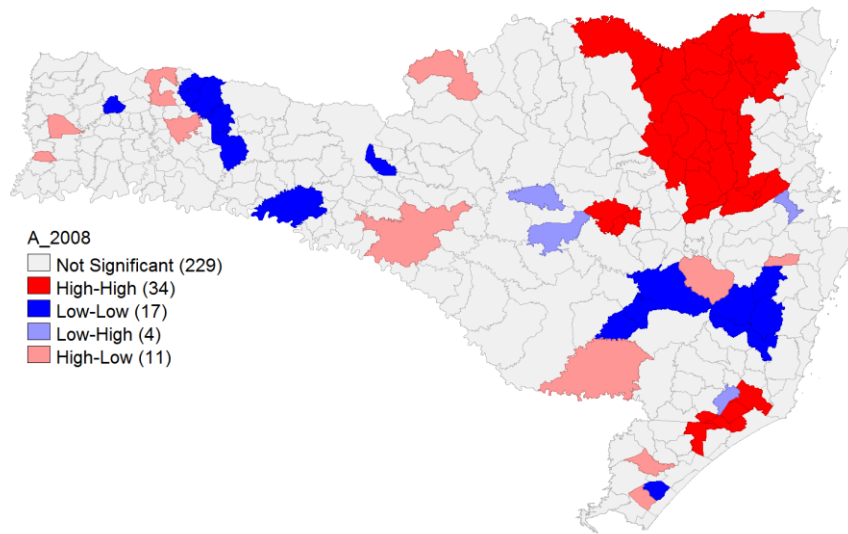 A_2008
Not Significant (229)
High-High (34)
Low-Low (17)
Low-High (4)
High-Low (11)